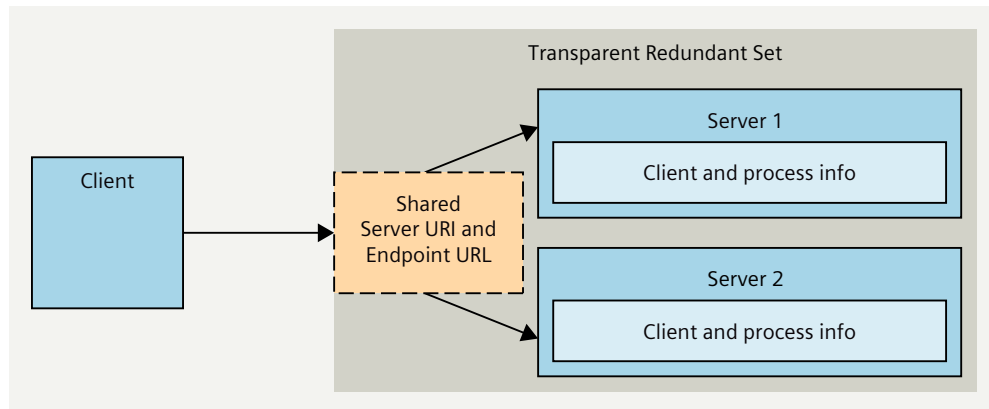 Transparent Redundant Set
Client
Shared
Server URI and
Endpoint URL
Server 1
Client and process info
Server 2
Client and process info